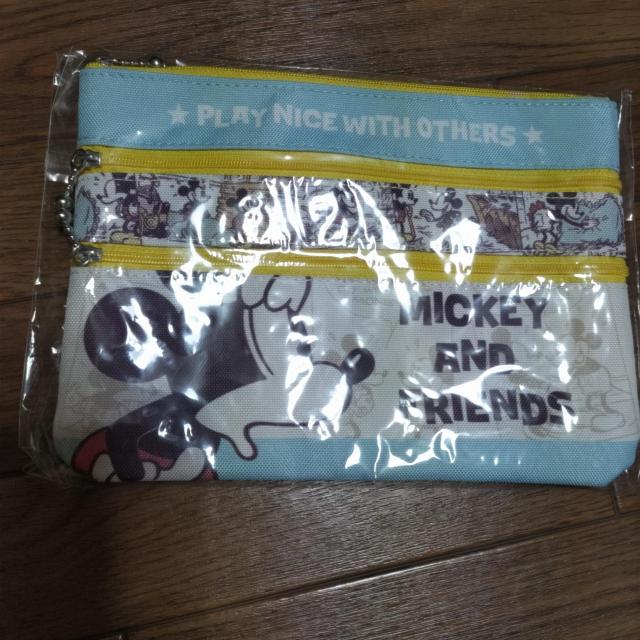 ★ PLAY NICE WITH OTHERS ★
MICKEY
AND
FRIENDS